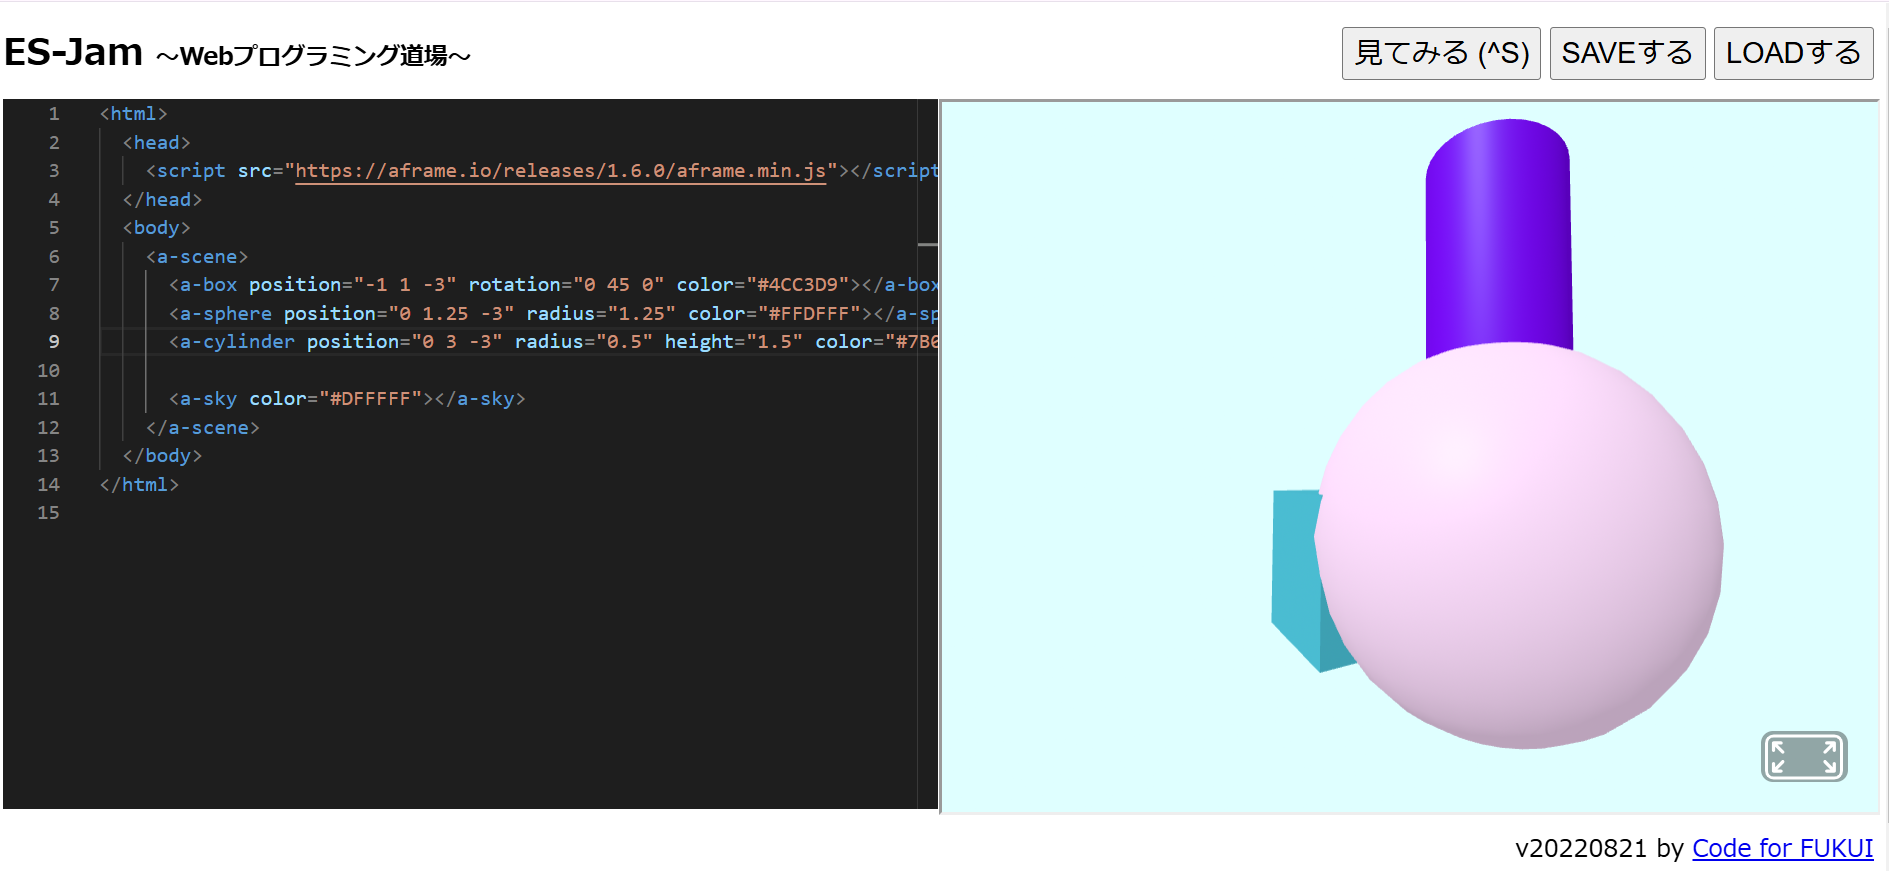 ES-Jam ～Webプログラミング道場～
見てみる (^S) SAVEする LOADする
1 <html>
2 <head>
3 <script src="https://aframe.io/releases/1.6.0/aframe.min.js"></script
4 </head>
5 <body>
6 <a-scene>
7 <a-box position="-1 1 -3" rotation="0 45 0" color="#4CC3D9"></a-box
8 <a-sphere position="0 1.25 -3" radius="1.25" color="#FFDFFF"></a-sp
9 <a-cylinder position="0 3 -3" radius="0.5" height="1.5" color="#7B0
10
11 <a-sky color="#DFFFFF"></a-sky>
12 </a-scene>
13 </body>
14 </html>
15
v20220821 by Code for FUKUI